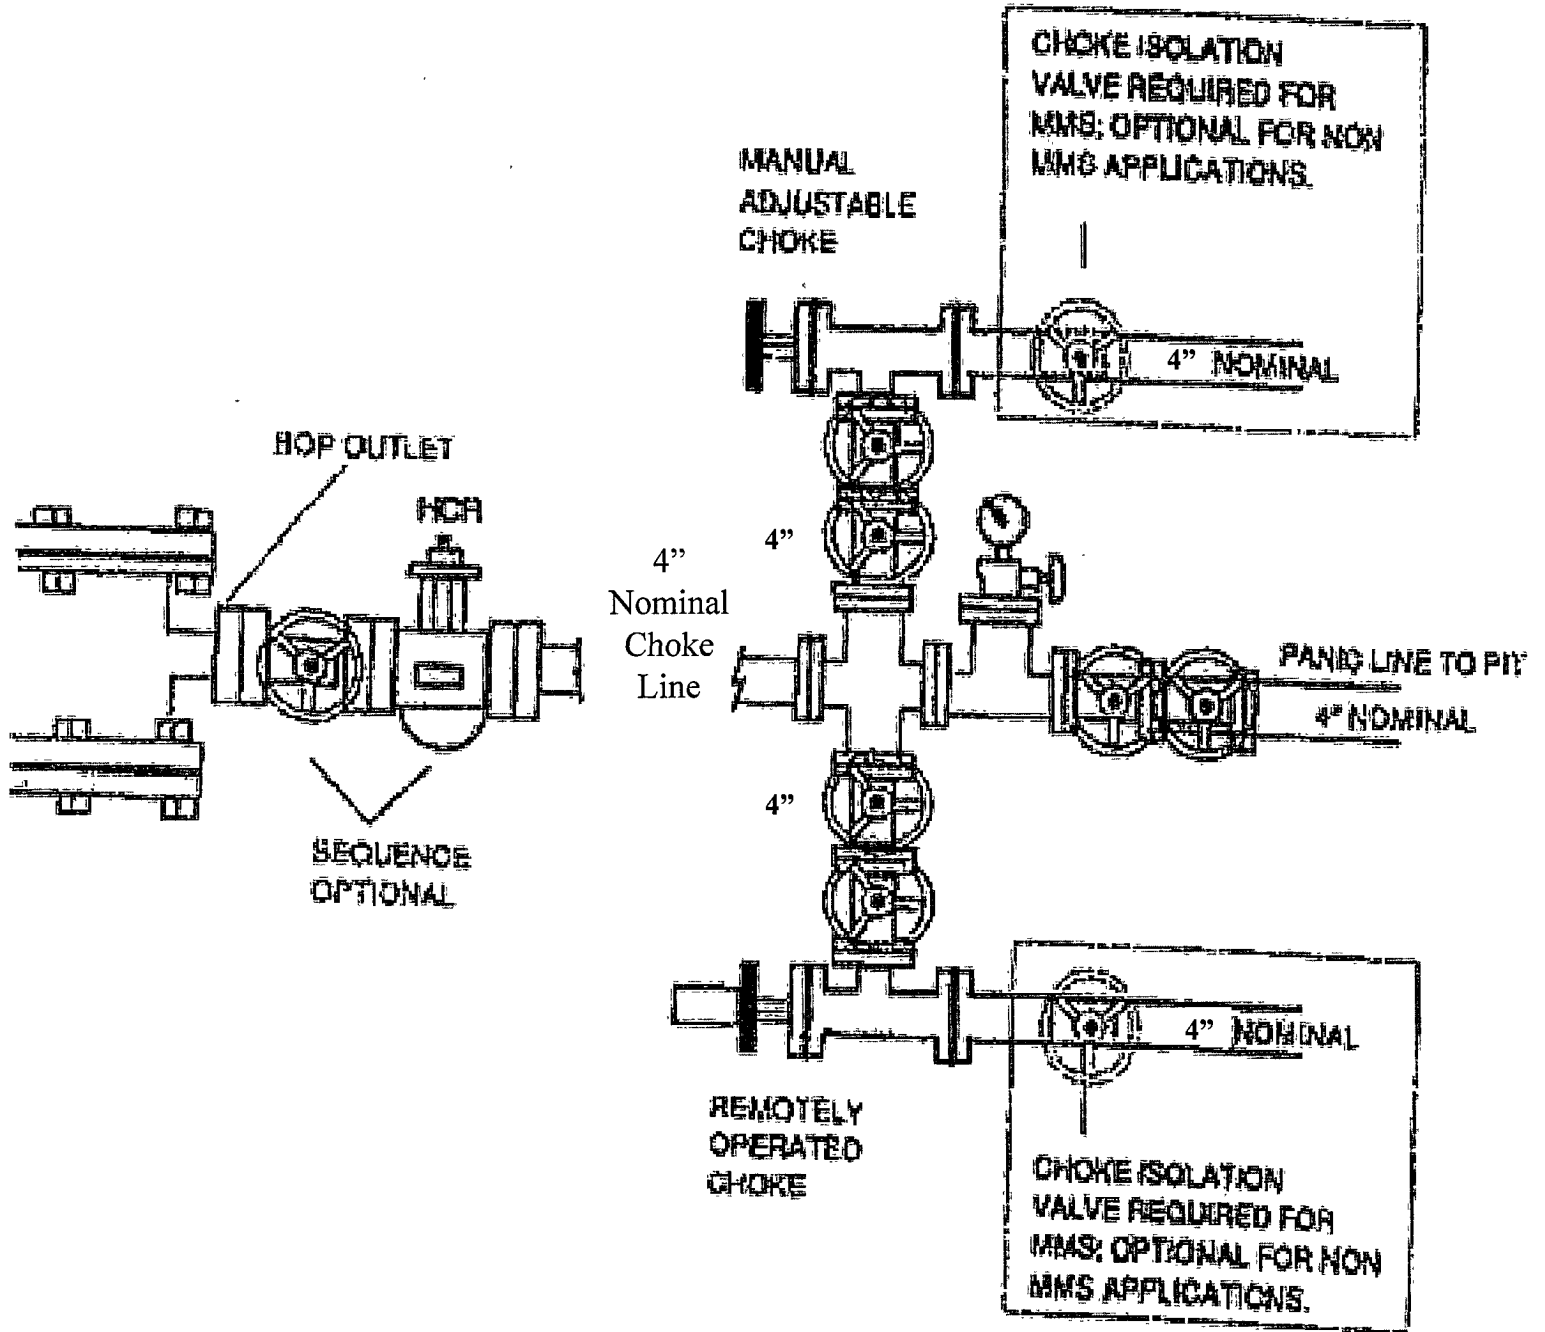 CHOKE ISOLATION
VALVE REQUIRED FOR
MMS; OPTIONAL FOR NON
MMS APPLICATIONS.
MANUAL
ADJUSTABLE
CHOKE
4” NOMINAL
BOP OUTLET
HCR
4”
4”
Nominal
Choke
Line
PANIC LINE TO PIT
4" NOMINAL
4”
SEQUENCE
OPTIONAL
4” NOMINAL
REMOTELY
OPERATED
CHOKE
CHOKE ISOLATION
VALVE REQUIRED FOR
MMS; OPTIONAL FOR NON
MMS APPLICATIONS.